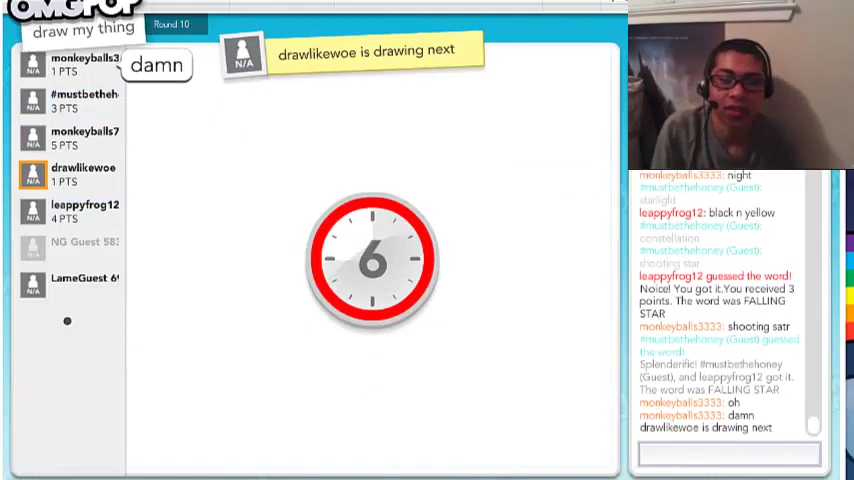 OMGPOP
draw my thing
Round 10
drawlikewoe is drawing next
N/A
damn
monkeyballs3
1 PTS
N/A
#mustbetheh
3 PTS
N/A
monkeyballs7
5 PTS
N/A
drawlikewoe
1 PTS
N/A
leappyfrog12
4 PTS
N/A
NG Guest 583
N/A
LameGuest 6
N/A
6
monkeyballs3333: night
#mustbethehoney (Guest):
starlight
leappyfrog12: black n yellow
#mustbethehoney (Guest):
constellation
#mustbethehoney (Guest):
shooting star
leappyfrog12 guessed the word!
Noice! You got it.You received 3
points. The word was FALLING
STAR
monkeyballs3333: shooting satr
#mustbethehoney (Guest) guessed
the word!
Splenderific! #mustbethehoney
(Guest), and leappyfrog12 got it.
The word was FALLING STAR
monkeyballs3333: oh
monkeyballs3333: damn
drawlikewoe is drawing next